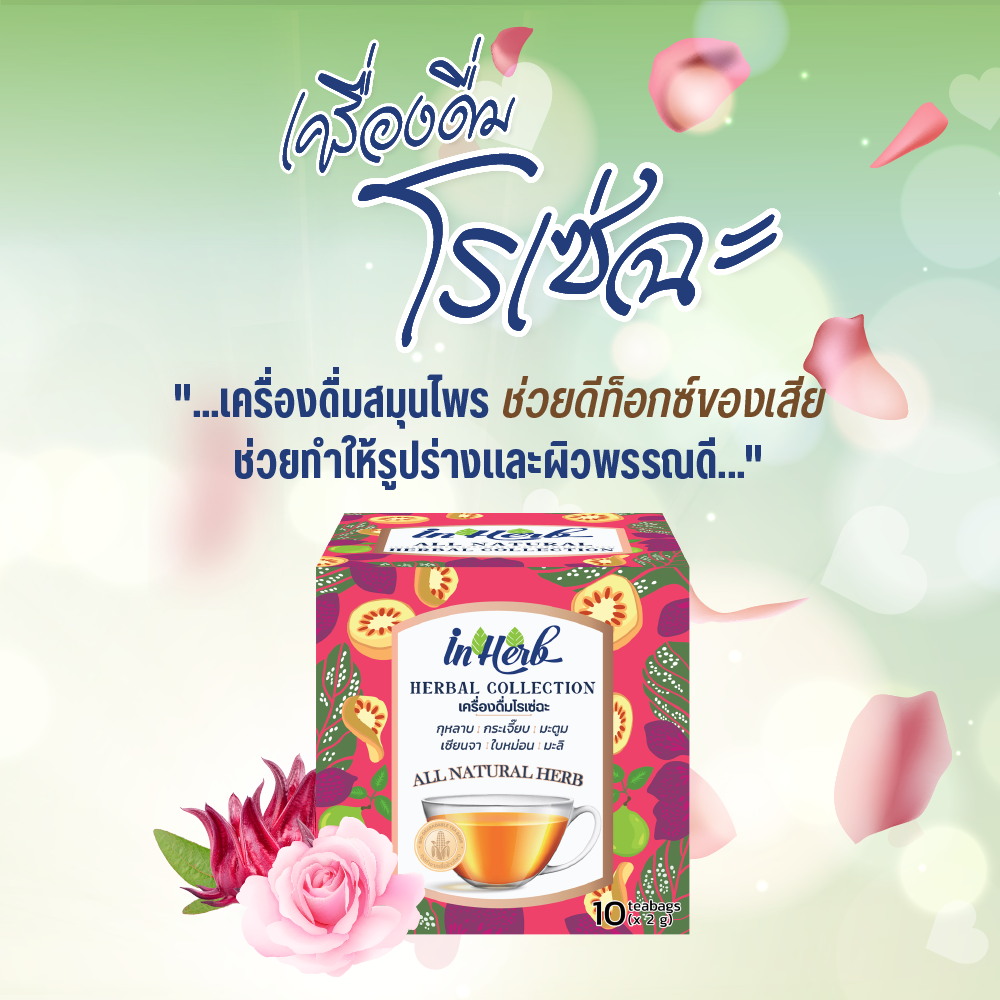 เครื่องดื่ม
โรเซ่ฉะ
"...เครื่องดื่มสมุนไพร ช่วยดีท็อกซ์ของเสีย
ช่วยทำให้รูปร่างและผิวพรรณดี..."
inHerb
ALL NATURAL
HERBAL COLLECTION
inHerb
HERBAL COLLECTION
เครื่องดื่มโรเซ่ฉะ
กุหลาบ | กระเจี๊ยบ | มะตูม
เซียนจา | ใบหม่อน | มะลิ
ALL NATURAL HERB
10 teabags
(x 2 g)